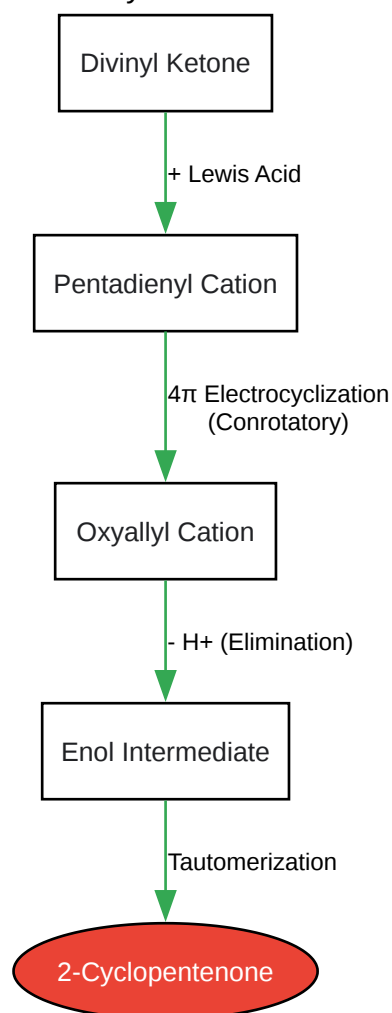 Divinyl Ketone
+ Lewis Acid
Pentadienyl Cation
4π Electrocyclization
(Conrotatory)
Oxyallyl Cation
- H+ (Elimination)
Enol Intermediate
Tautomerization
2-Cyclopentenone